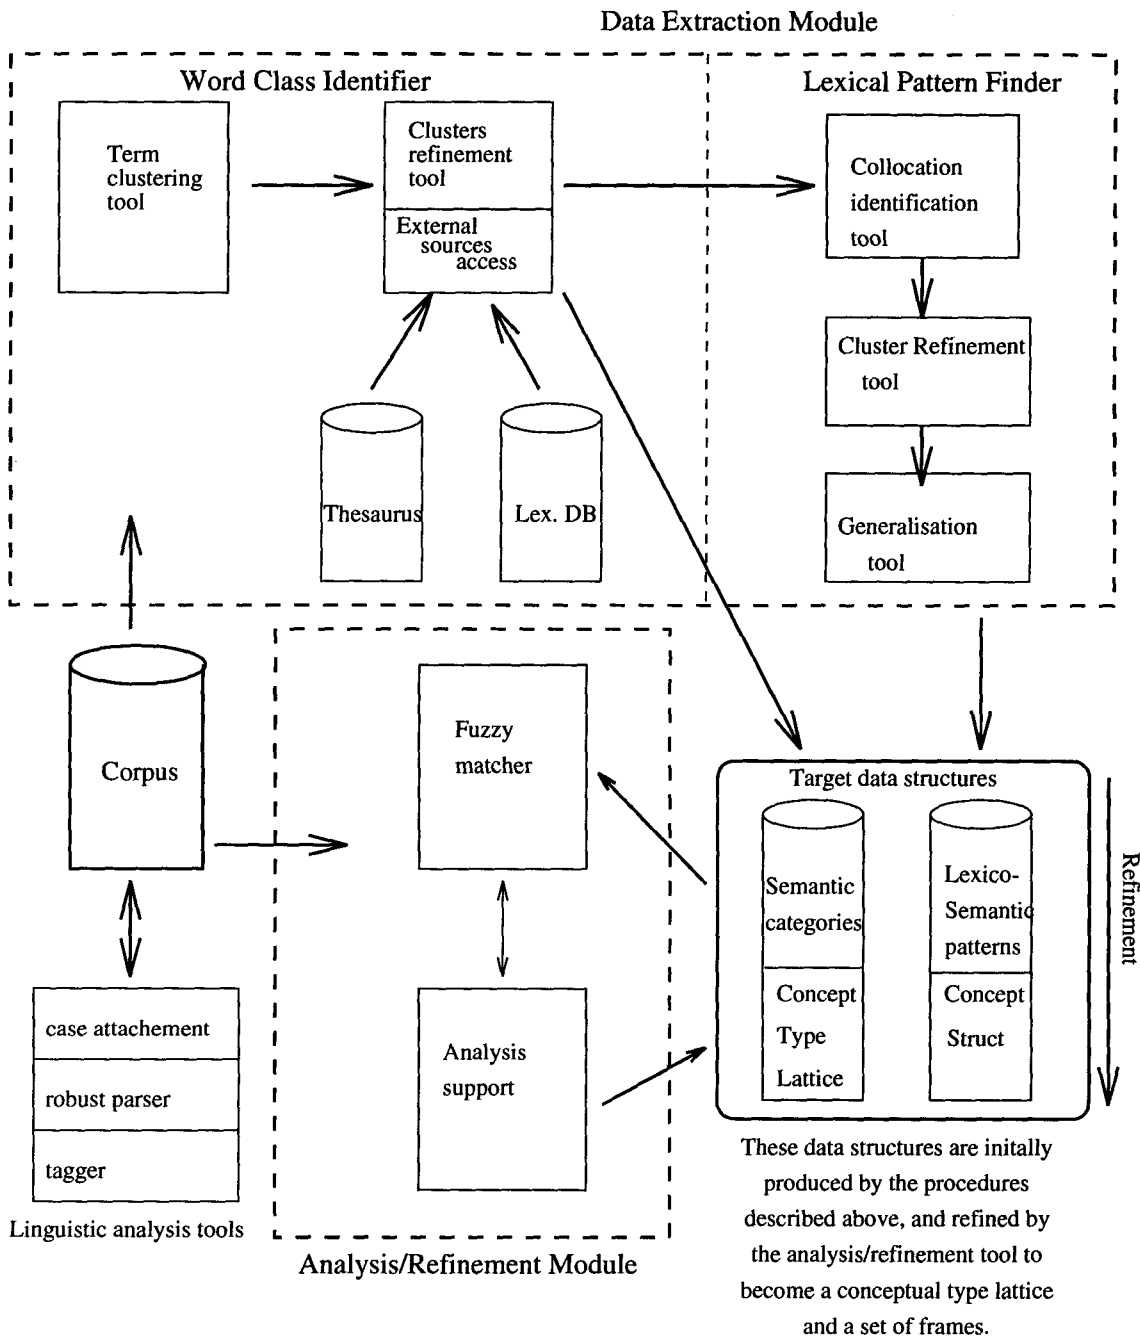 Data Extraction Module
Word Class Identifier
Lexical Pattern Finder
Term
clustering
tool
Clusters
refinement
tool
External
sources
access
Collocation
identification
tool
Cluster Refinement
tool
Generalisation
tool
Thesaurus
Lex. DB
Corpus
case attachement
robust parser
tagger
Linguistic analysis tools
Fuzzy
matcher
Analysis
support
Analysis/Refinement Module
Target data structures
Semantic
categories
Concept
Type
Lattice
Lexico-
Semantic
patterns
Concept
Struct
Refinement
These data structures are initally
produced by the procedures
described above, and refined by
the analysis/refinement tool to
become a conceptual type lattice
and a set of frames.